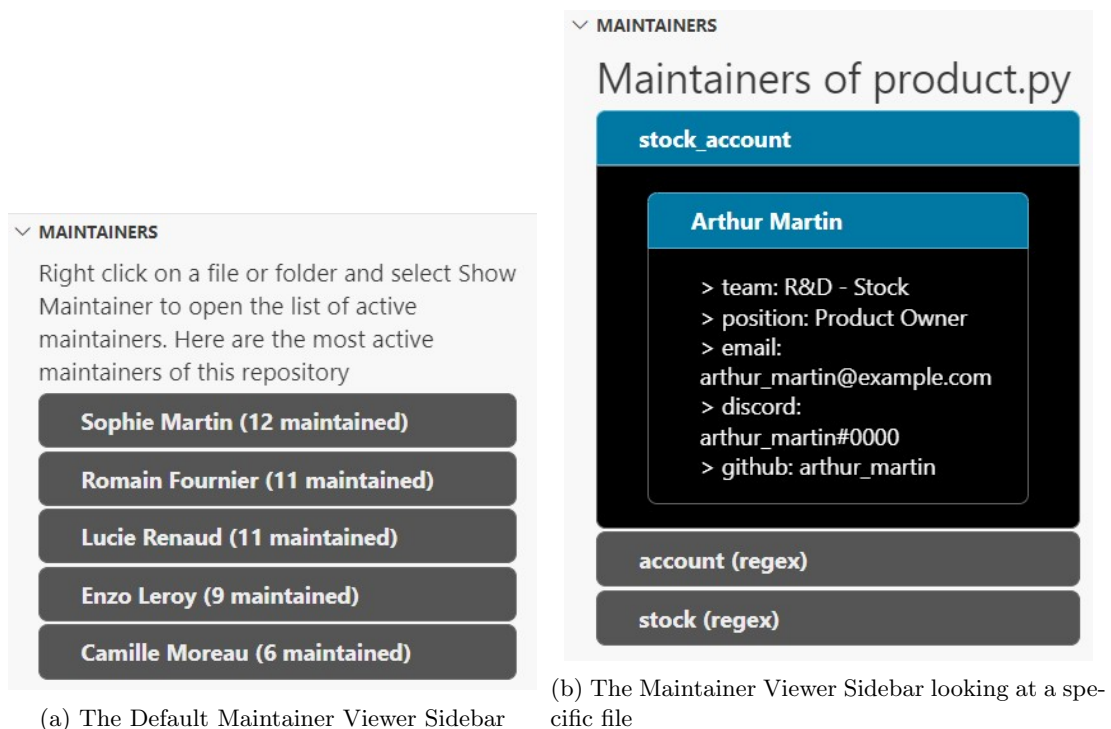 MAINTAINERS
Right click on a file or folder and select Show
Maintainer to open the list of active
maintainers. Here are the most active
maintainers of this repository
Sophie Martin (12 maintained)
Romain Fournier (11 maintained)
Lucie Renaud (11 maintained)
Enzo Leroy (9 maintained)
Camille Moreau (6 maintained)
(a) The Default Maintainer Viewer Sidebar
MAINTAINERS
Maintainers of product.py
stock_account
Arthur Martin
> team: R&D - Stock
> position: Product Owner
> email:
arthur_martin@example.com
> discord:
arthur_martin#0000
> github: arthur_martin
account (regex)
stock (regex)
(b) The Maintainer Viewer Sidebar looking at a spe-
cific file